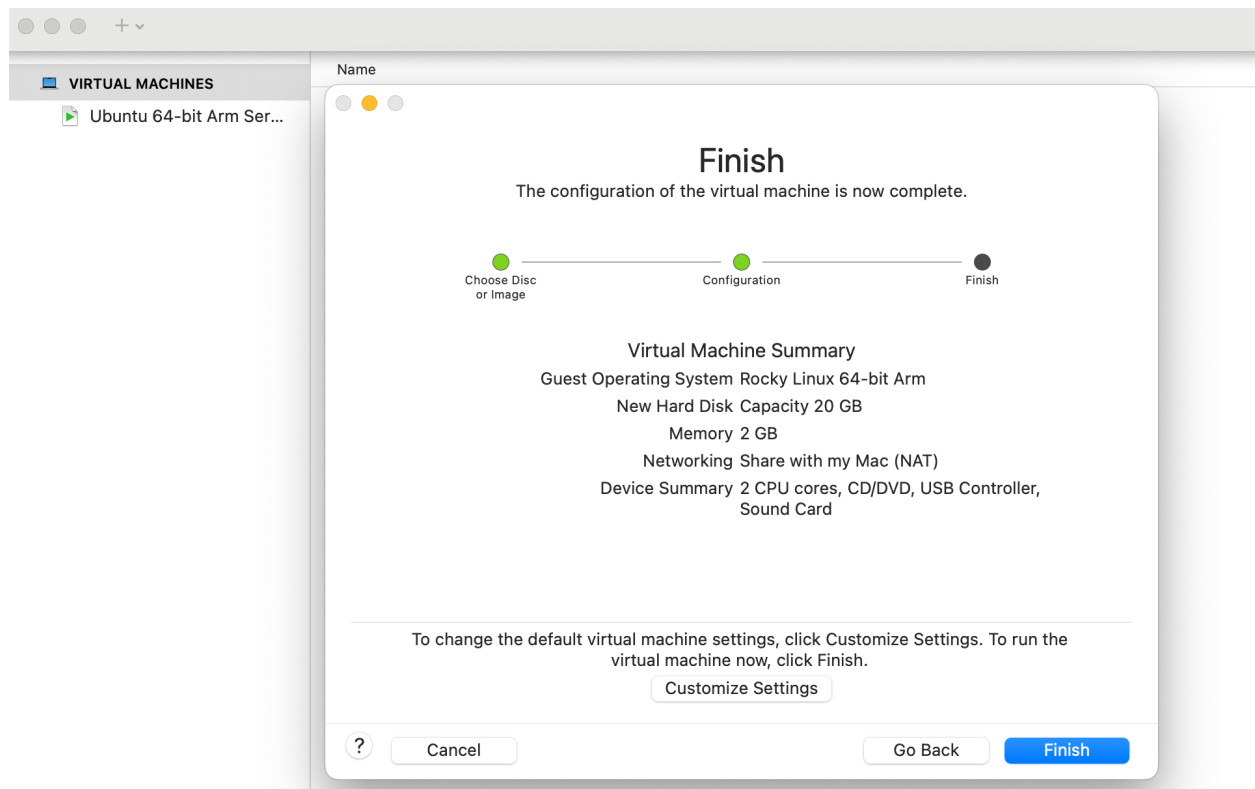 VIRTUAL MACHINES
Ubuntu 64-bit Arm Ser...
Name
Finish
The configuration of the virtual machine is now complete.
Choose Disc
or Image
Configuration
Finish
Virtual Machine Summary
Guest Operating System Rocky Linux 64-bit Arm
New Hard Disk Capacity 20 GB
Memory 2 GB
Networking Share with my Mac (NAT)
Device Summary 2 CPU cores, CD/DVD, USB Controller,
Sound Card
To change the default virtual machine settings, click Customize Settings. To run the
virtual machine now, click Finish.
Customize Settings
? Cancel Go Back Finish